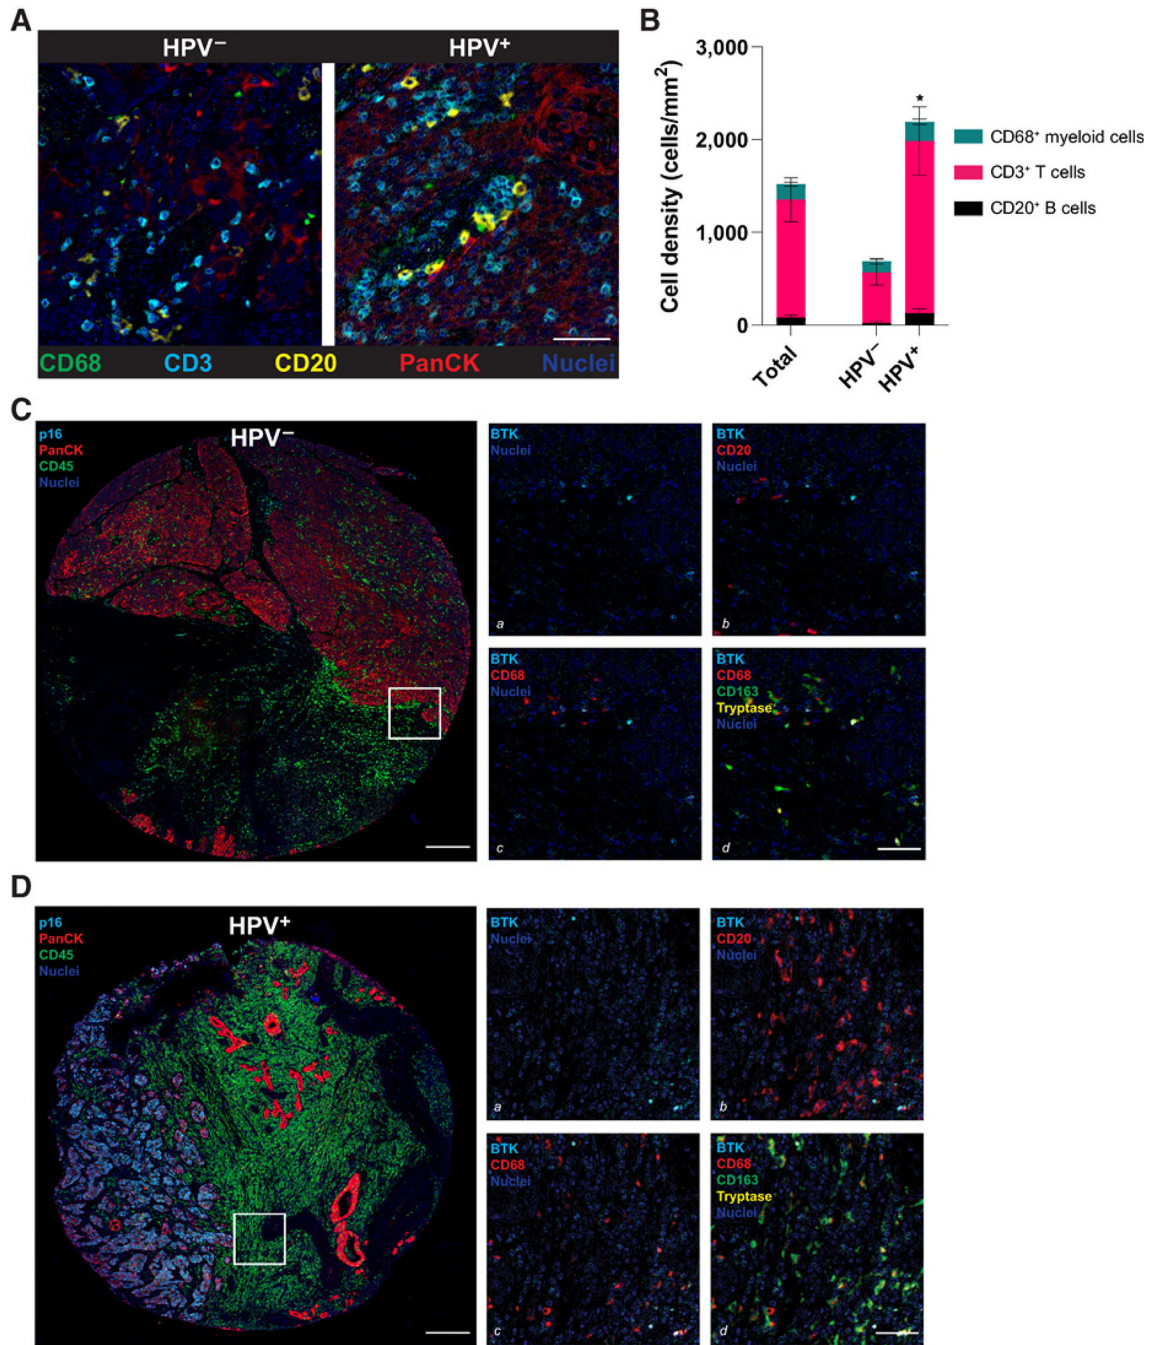 A
HPV⁻ HPV⁺
CD68 CD3 CD20 PanCK Nuclei
B
3,000
2,000
1,000
0
Cell density (cells/mm²)
*
Total HPV⁻ HPV⁺
CD68⁺ myeloid cells
CD3⁺ T cells
CD20⁺ B cells
C
p16
PanCK
CD45
Nuclei
HPV⁻
BTK
Nuclei
a
BTK
CD20
Nuclei
b
BTK
CD68
Nuclei
c
BTK
CD68
CD163
Tryptase
Nuclei
d
D
p16
PanCK
CD45
Nuclei
HPV⁺
BTK
Nuclei
a
BTK
CD20
Nuclei
b
BTK
CD68
Nuclei
c
BTK
CD68
CD163
Tryptase
Nuclei
d